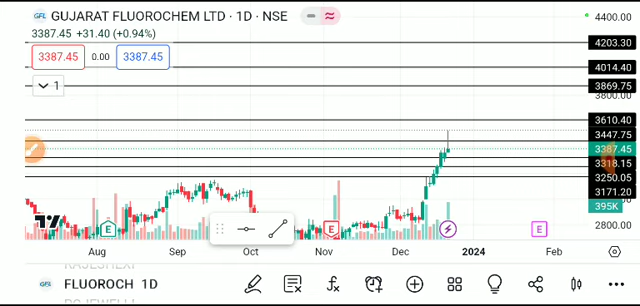 GFL GUJARAT FLUOROCHEM LTD · 1D · NSE
3387.45 +31.40 (+0.94%)
3387.45 0.00 3387.45
1
4400.00
4203.30
4014.40
3869.75
3800.00
3610.40
3447.75
3387.45
3318.15
3171.20
395K
2800.00
E E E
Aug Sep Oct Nov Dec 2024 Feb
GFL FLUOROCH 1D